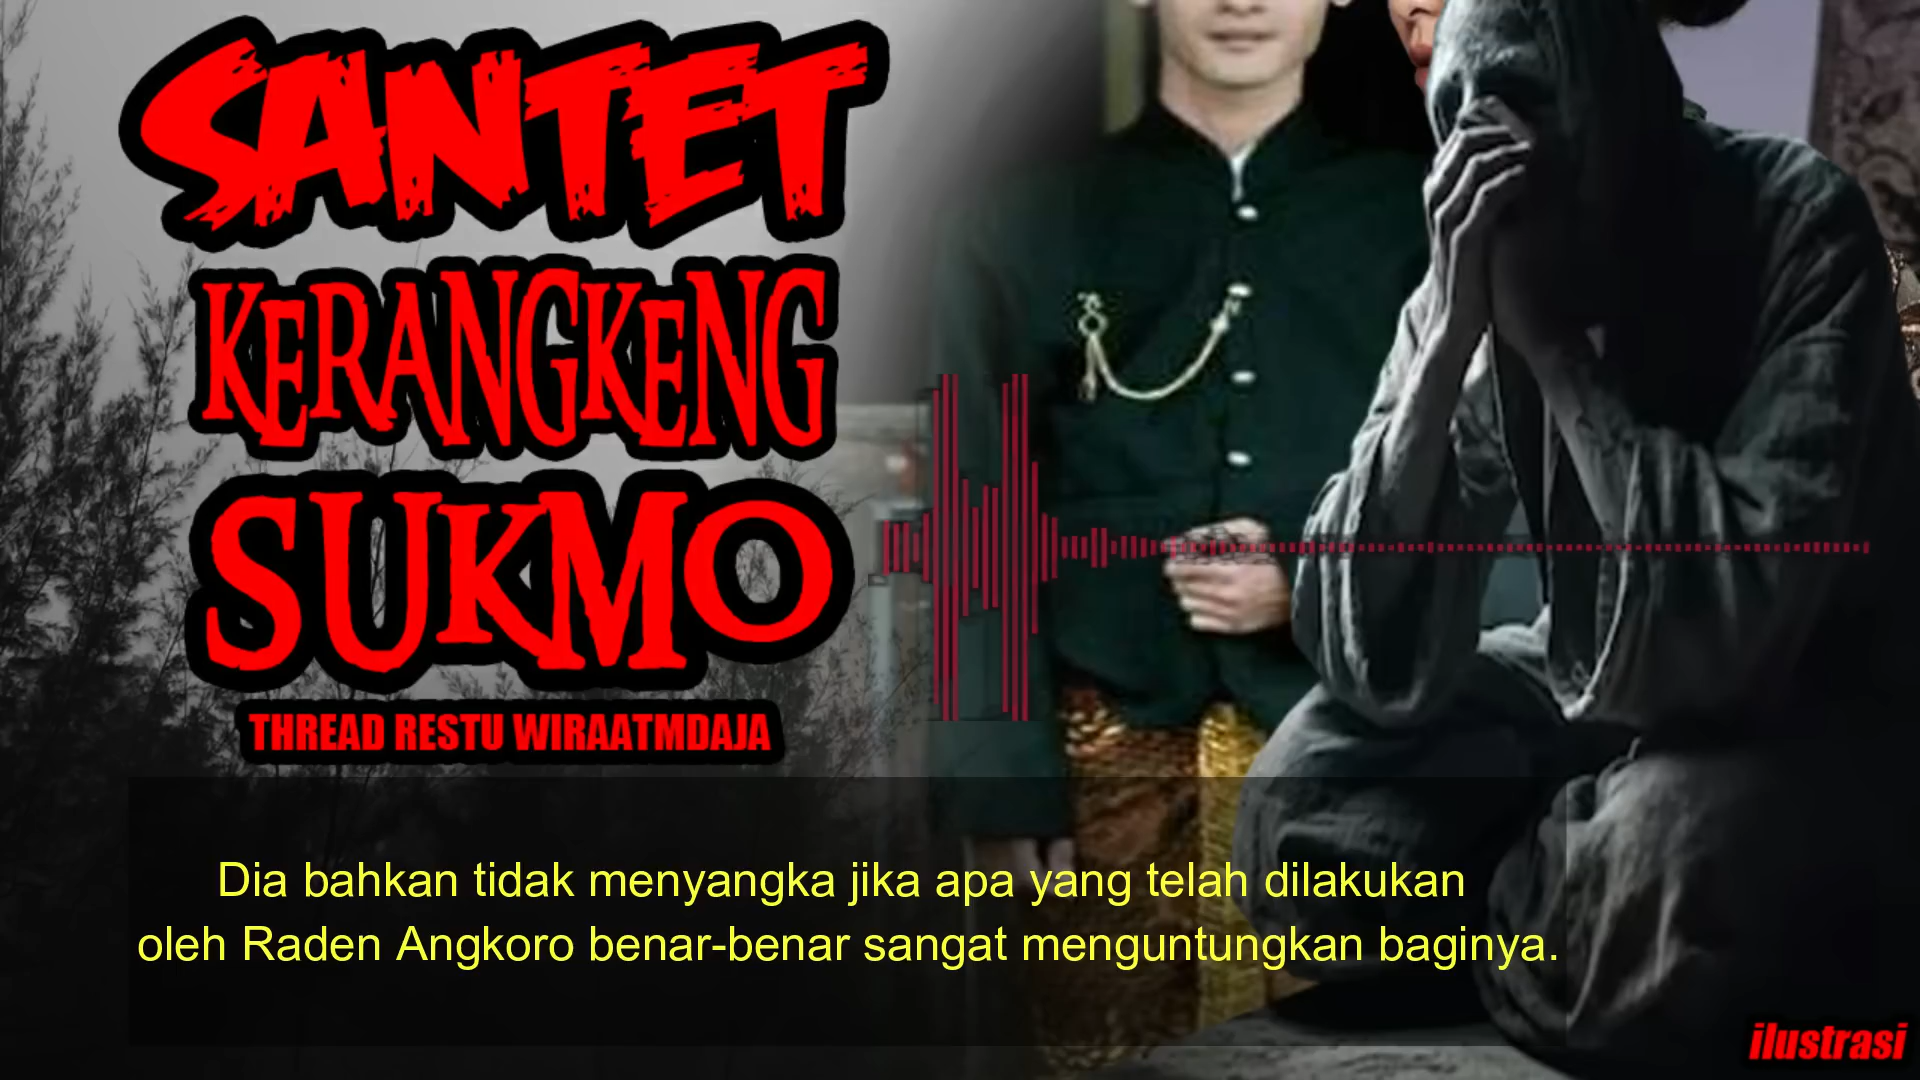 SANTET
KERANGKENG
SUKMO
THREAD RESTU WIRAATMDAJA
Dia bahkan tidak menyangka jika apa yang telah dilakukan
oleh Raden Angkoro benar-benar sangat menguntungkan baginya.
ilustrasi